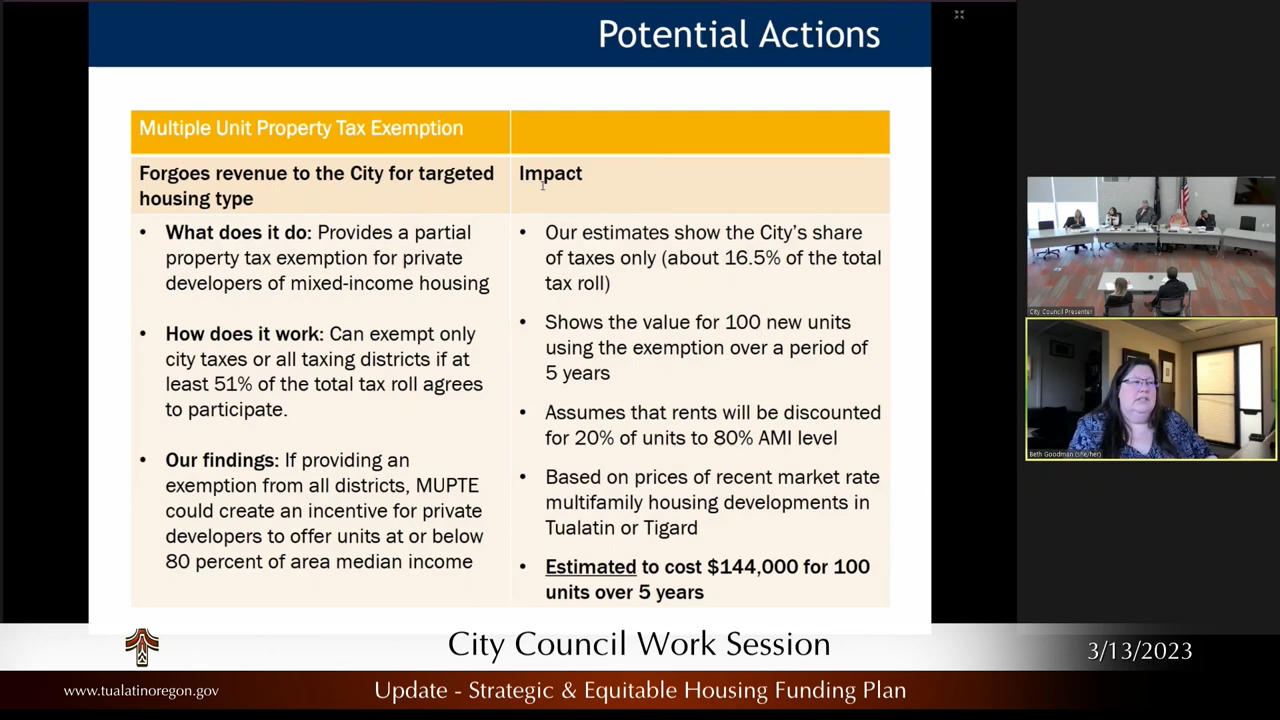 Potential Actions
Multiple Unit Property Tax Exemption
Forgoes revenue to the City for targeted
housing type
• What does it do: Provides a partial
property tax exemption for private
developers of mixed-income housing
• How does it work: Can exempt only
city taxes or all taxing districts if at
least 51% of the total tax roll agrees
to participate.
• Our findings: If providing an
exemption from all districts, MUPTE
could create an incentive for private
developers to offer units at or below
80 percent of area median income
Impact
• Our estimates show the City's share
of taxes only (about 16.5% of the total
tax roll)
• Shows the value for 100 new units
using the exemption over a period of
5 years
• Assumes that rents will be discounted
for 20% of units to 80% AMI level
• Based on prices of recent market rate
multifamily housing developments in
Tualatin or Tigard
• Estimated to cost $144,000 for 100
units over 5 years
City Council Presenter
Beth Goodman (she/her)
City Council Work Session
3/13/2023
www.tualatinoregon.gov
Update - Strategic & Equitable Housing Funding Plan